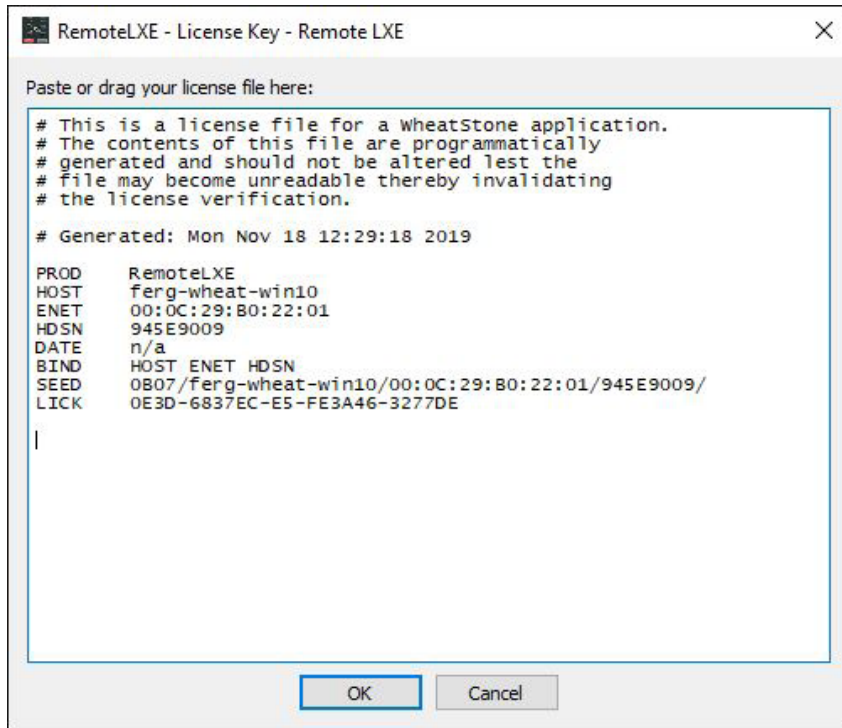 RemoteLXE - License Key - Remote LXE
Paste or drag your license file here:
# This is a license file for a WheatStone application.
# The contents of this file are programmatically
# generated and should not be altered lest the
# file may become unreadable thereby invalidating
# the license verification.
# Generated: Mon Nov 18 12:29:18 2019
PROD RemoteLXE
HOST ferg-wheat-win10
ENET 00:0C:29:B0:22:01
HDSN 945E9009
DATE n/a
BIND HOST ENET HDSN
SEED 0B07/ferg-wheat-win10/00:0C:29:B0:22:01/945E9009/
LICK 0E3D-6837EC-E5-FE3A46-3277DE
OK Cancel